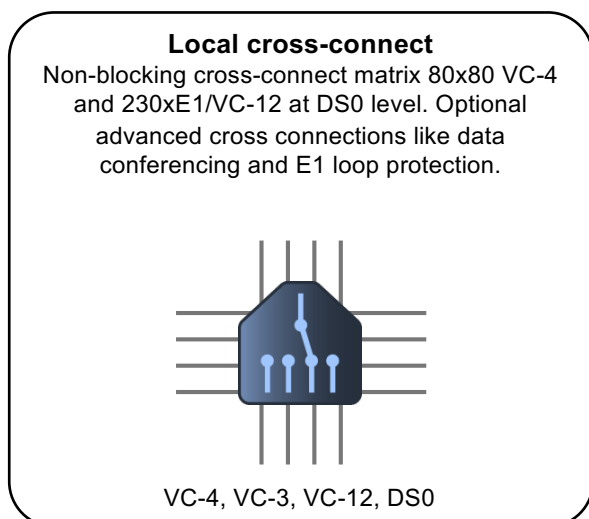 Local cross-connect
Non-blocking cross-connect matrix 80x80 VC-4
and 230xE1/VC-12 at DS0 level. Optional
advanced cross connections like data
conferencing and E1 loop protection.
VC-4, VC-3, VC-12, DS0